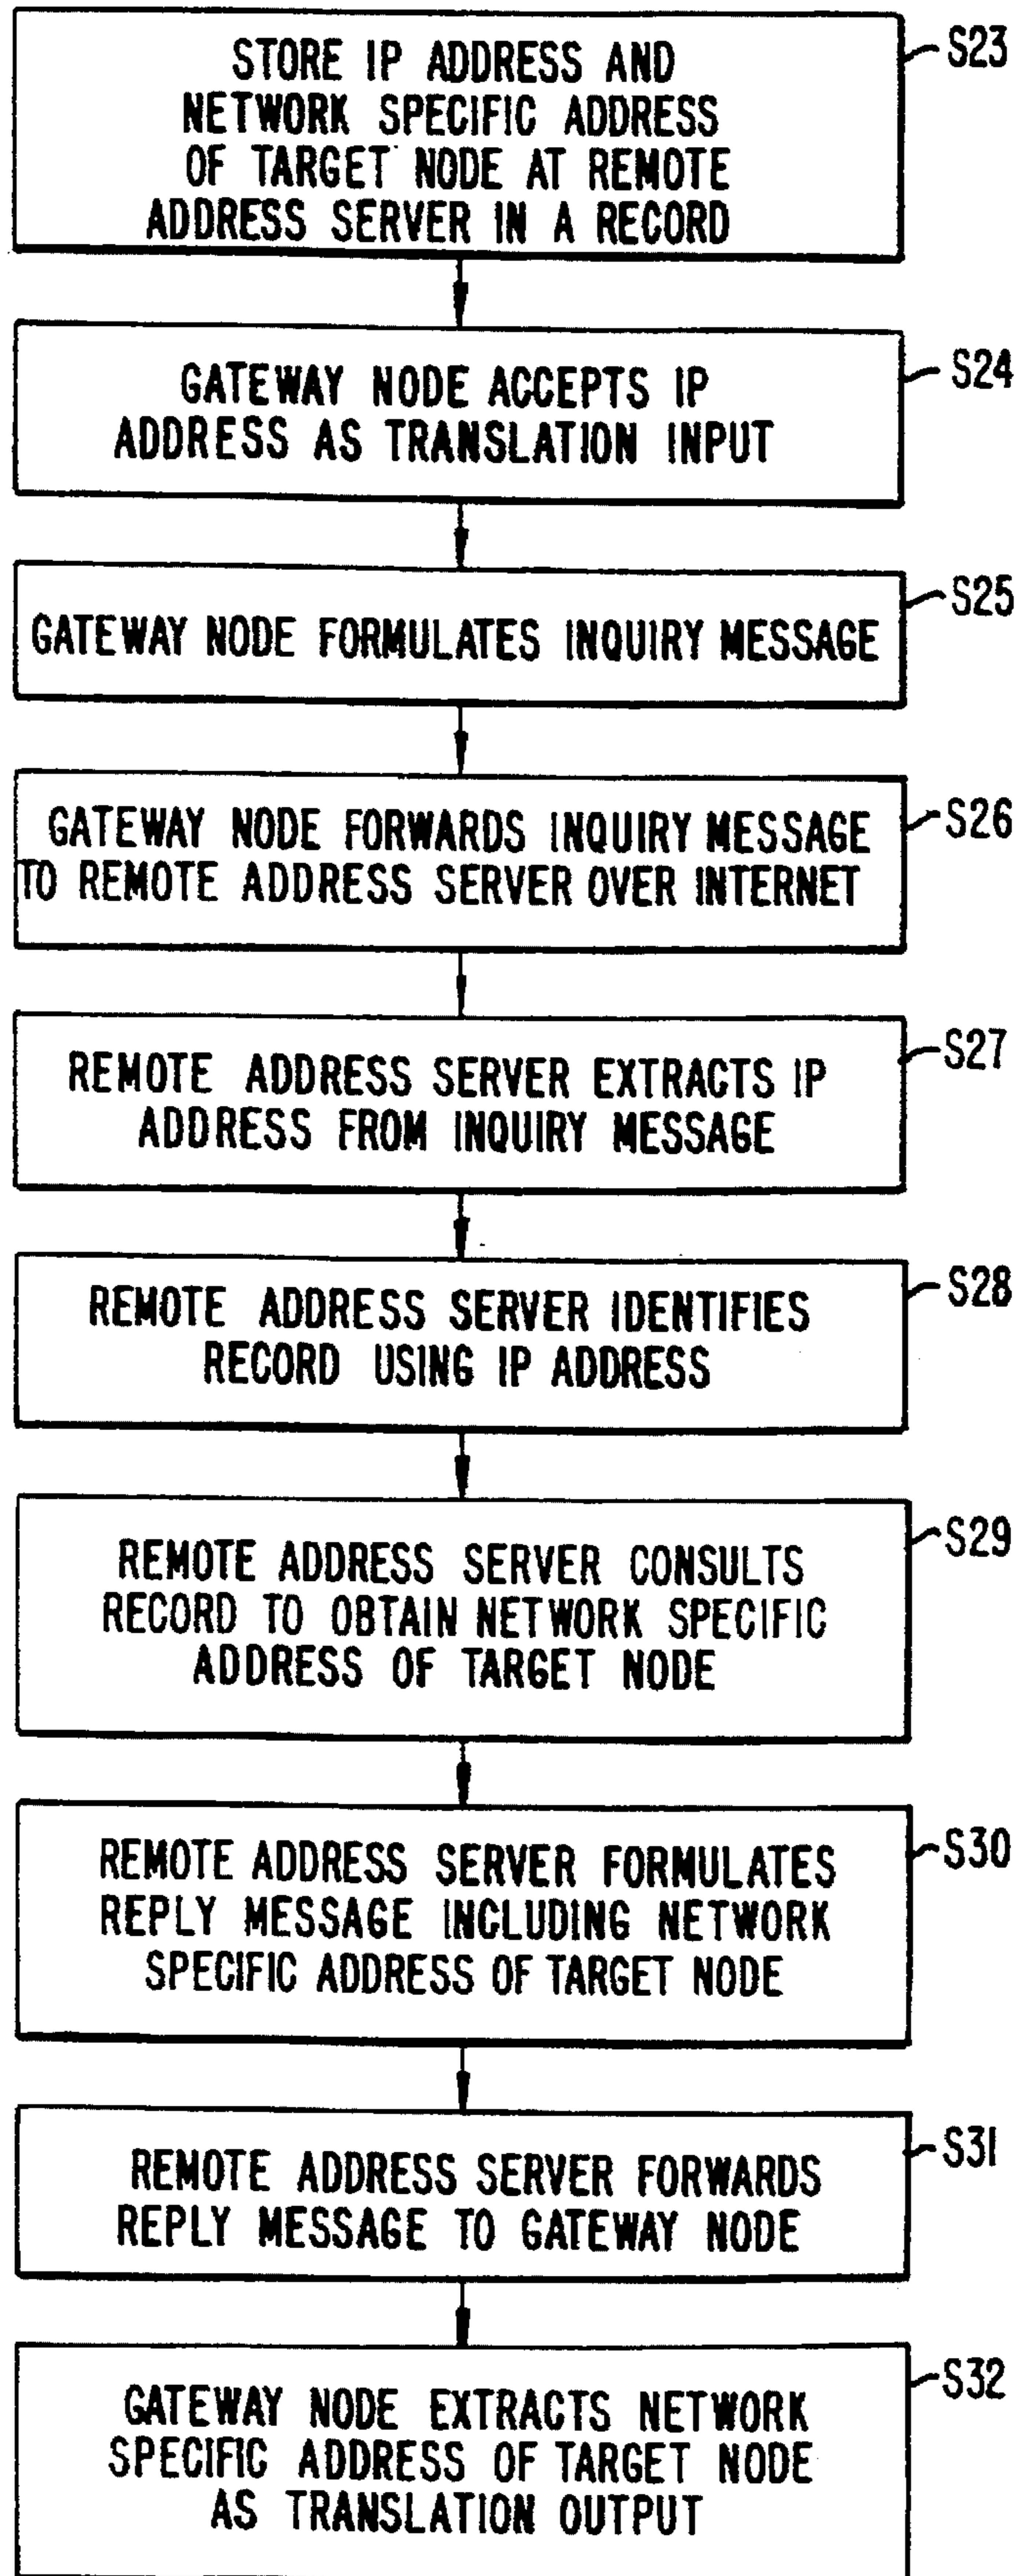 STORE IP ADDRESS AND
NETWORK SPECIFIC ADDRESS
OF TARGET NODE AT REMOTE
ADDRESS SERVER IN A RECORD
S23
GATEWAY NODE ACCEPTS IP
ADDRESS AS TRANSLATION INPUT
S24
GATEWAY NODE FORMULATES INQUIRY MESSAGE
S25
GATEWAY NODE FORWARDS INQUIRY MESSAGE
TO REMOTE ADDRESS SERVER OVER INTERNET
S26
REMOTE ADDRESS SERVER EXTRACTS IP
ADDRESS FROM INQUIRY MESSAGE
S27
REMOTE ADDRESS SERVER IDENTIFIES
RECORD USING IP ADDRESS
S28
REMOTE ADDRESS SERVER CONSULTS
RECORD TO OBTAIN NETWORK SPECIFIC
ADDRESS OF TARGET NODE
S29
REMOTE ADDRESS SERVER FORMULATES
REPLY MESSAGE INCLUDING NETWORK
SPECIFIC ADDRESS OF TARGET NODE
S30
REMOTE ADDRESS SERVER FORWARDS
REPLY MESSAGE TO GATEWAY NODE
S31
GATEWAY NODE EXTRACTS NETWORK
SPECIFIC ADDRESS OF TARGET NODE
AS TRANSLATION OUTPUT
S32